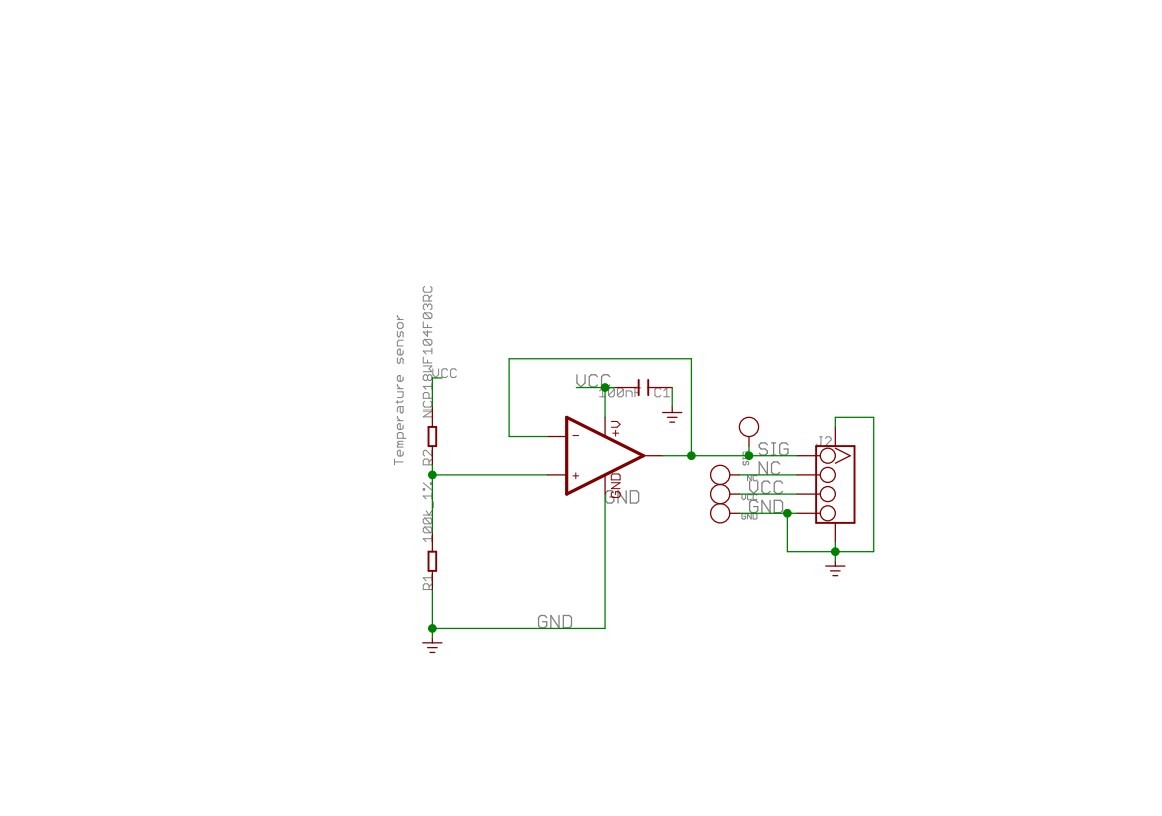 Temperature sensor
NCP18WF104F03RC
VCC
R2
100k 1%
R1
VCC
100nF
C1
-
+
+V
GND
GND
GND
SIG
SIG
NC
NC
VCC
VCC
GND
GND
J2